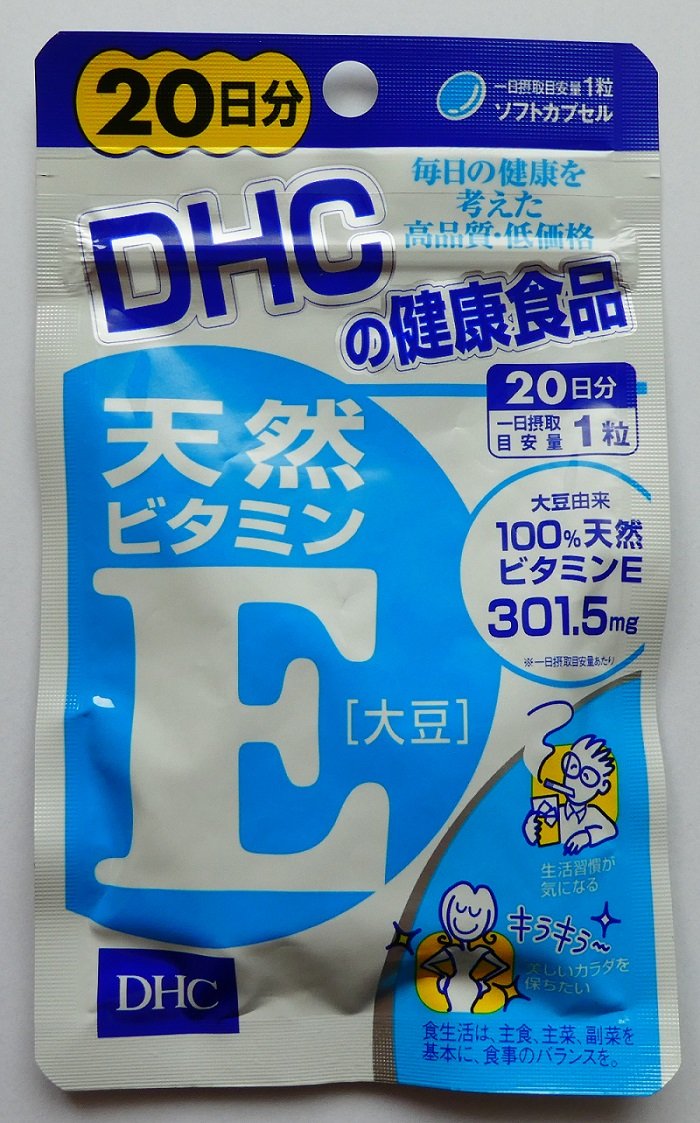 20日分
一日摂取目安量1粒
ソフトカプセル
毎日の健康を
考えた
高品質・低価格
DHC
の健康食品
20日分
一日摂取
目安量
1粒
天然
ビタミン
E
[大豆]
大豆由来
100%天然
ビタミンE
301.5mg
※一日摂取目安量あたり
生活習慣が
気になる
キラキラ〜
美しいカラダを
保ちたい
DHC
食生活は、主食、主菜、副菜を
基本に、食事のバランスを。